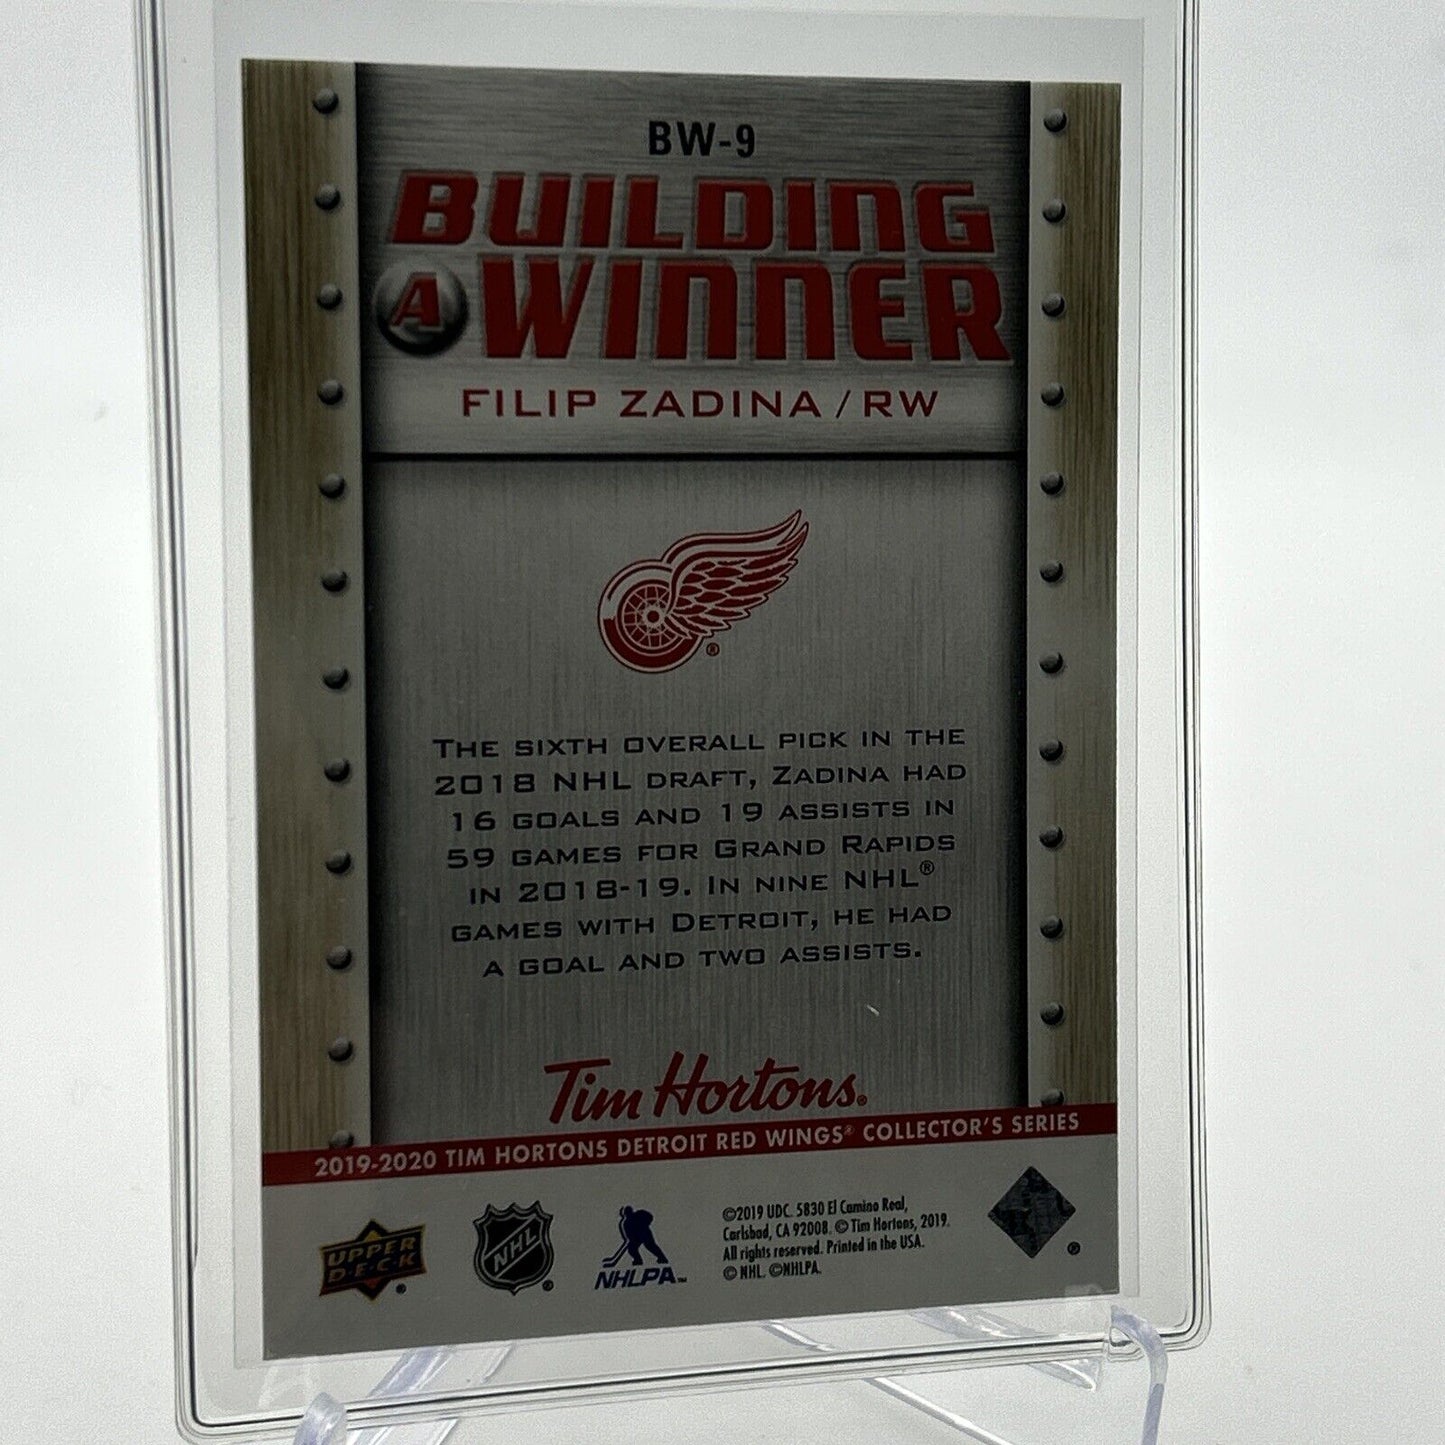 BW-9
BUILDING
A WINNER
FILIP ZADINA / RW
®
THE SIXTH OVERALL PICK IN THE
2018 NHL DRAFT, ZADINA HAD
16 GOALS AND 19 ASSISTS IN
59 GAMES FOR GRAND RAPIDS
IN 2018-19. IN NINE NHL®
GAMES WITH DETROIT, HE HAD
A GOAL AND TWO ASSISTS.
Tim Hortons®
2019-2020 TIM HORTONS DETROIT RED WINGS® COLLECTOR'S SERIES
UPPER
DECK®
NHL®
NHLPA™
©2019 UDC. 5830 El Camino Real,
Carlsbad, CA 92008. © Tim Hortons, 2019.
All rights reserved. Printed in the USA.
© NHL. ©NHLPA.
®